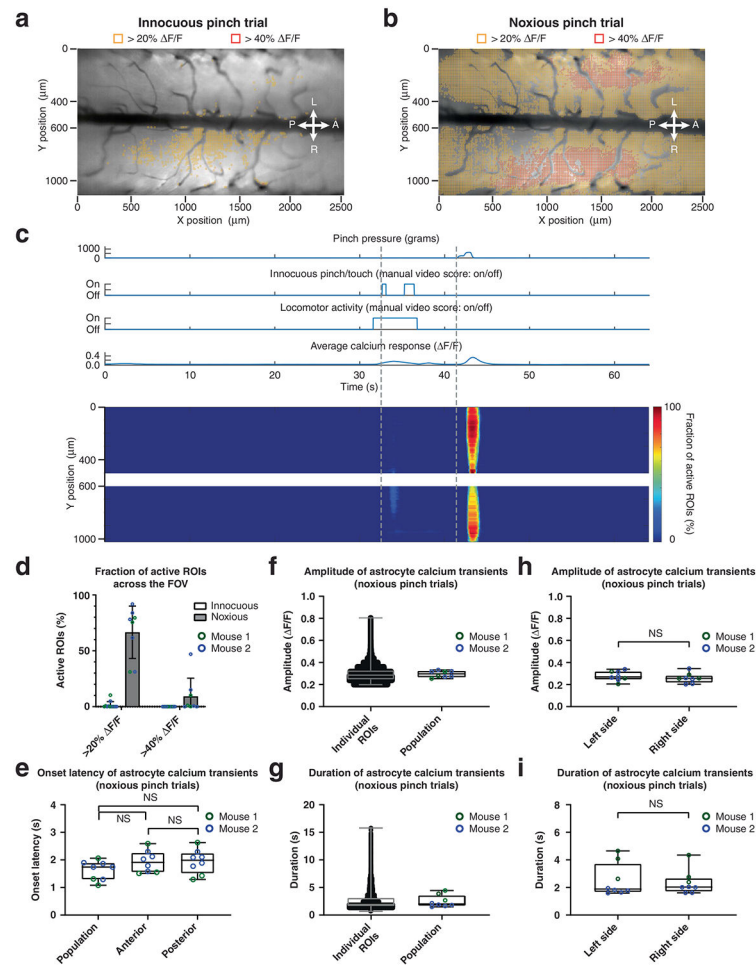 a
Innocuous pinch trial
> 20% ΔF/F
> 40% ΔF/F
0
400
600
1000
Y position (μm)
0
500
1000
1500
2000
2500
X position (μm)
L
P
A
R
b
Noxious pinch trial
> 20% ΔF/F
> 40% ΔF/F
0
400
600
1000
Y position (μm)
0
500
1000
1500
2000
2500
X position (μm)
L
P
A
R
c
Pinch pressure (grams)
1000
0
Innocuous pinch/touch (manual video score: on/off)
On
Off
Locomotor activity (manual video score: on/off)
On
Off
Average calcium response (ΔF/F)
0.4
0.0
0
10
20
30
40
50
60
Time (s)
0
400
600
1000
Y position (μm)
100
0
Fraction of active ROIs (%)
d
Fraction of active ROIs
across the FOV
100
50
0
Active ROIs (%)
Innocuous
Noxious
Mouse 1
Mouse 2
>20% ΔF/F
>40% ΔF/F
f
Amplitude of astrocyte calcium transients
(noxious pinch trials)
1.0
0.8
0.6
0.4
0.2
0.0
Amplitude (ΔF/F)
Mouse 1
Mouse 2
Individual
ROIs
Population
h
Amplitude of astrocyte calcium transients
(noxious pinch trials)
1.0
0.8
0.6
0.4
0.2
0.0
Amplitude (ΔF/F)
NS
Mouse 1
Mouse 2
Left side
Right side
e
Onset latency of astrocyte calcium transients
(noxious pinch trials)
4
3
2
1
0
Onset latency (s)
NS
NS
NS
Mouse 1
Mouse 2
Population
Anterior
Posterior
g
Duration of astrocyte calcium transients
(noxious pinch trials)
20
15
10
5
0
Duration (s)
Mouse 1
Mouse 2
Individual
ROIs
Population
i
Duration of astrocyte calcium transients
(noxious pinch trials)
8
6
4
2
0
Duration (s)
NS
Mouse 1
Mouse 2
Left side
Right side